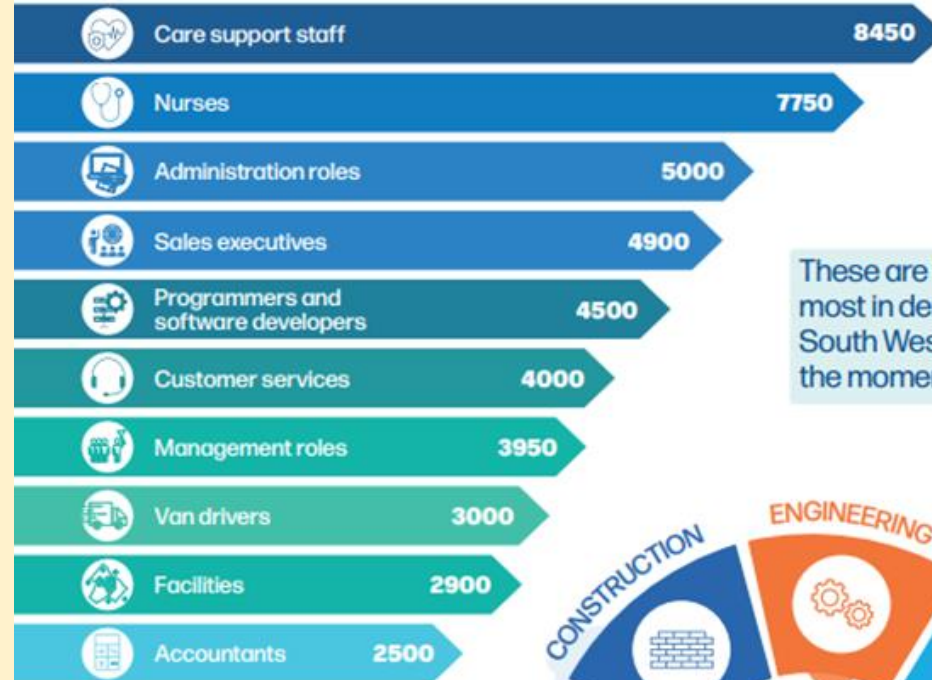 Care support staff 8450
Nurses 7750
Administration roles 5000
Sales executives 4900
These are
most in de
South Wes
the momen
Programmers and
software developers 4500
Customer services 4000
Management roles 3950
Van drivers 3000
Facilities 2900
Accountants 2500
CONSTRUCTION
ENGINEERING